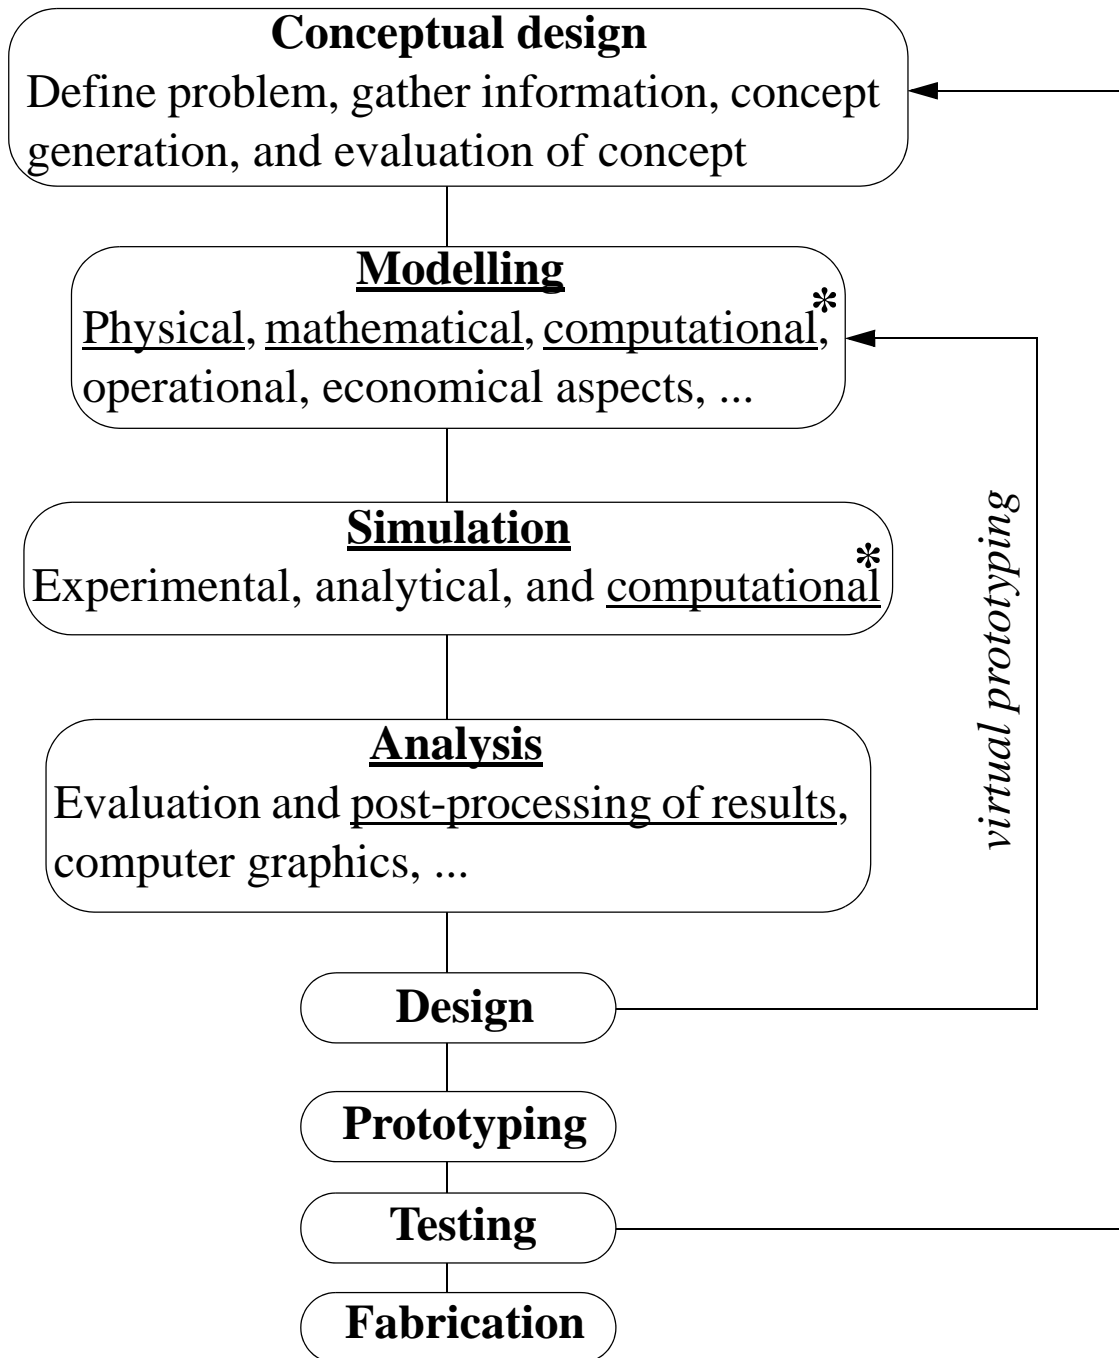 Conceptual design
Define problem, gather information, concept
generation, and evaluation of concept
Modelling
Physical, mathematical, computational,*
operational, economical aspects, ...
Simulation
Experimental, analytical, and computational*
Analysis
Evaluation and post-processing of results,
computer graphics, ...
virtual prototyping
Design
Prototyping
Testing
Fabrication